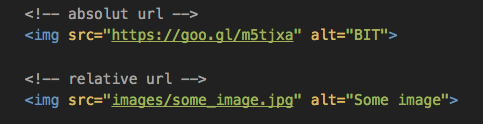 <!-- absolut url -->
<img src="https://goo.gl/m5tjxa" alt="BIT">
<!-- relative url -->
<img src="images/some_image.jpg" alt="Some image">